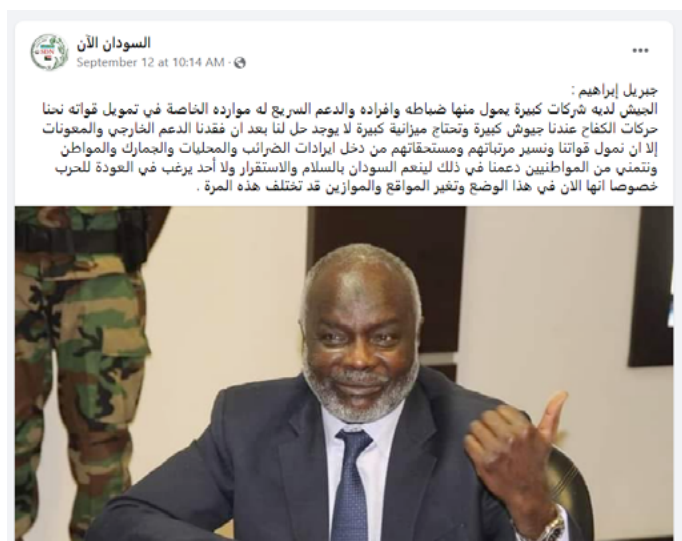 السودان الآن
September 12 at 10:14 AM ·
جبريل إبراهيم :
الجيش لديه شركات كبيرة يمول منها ضباطه وافراده والدعم السريع له موارده الخاصة في تمويل قواته نحنا
حركات الكفاح عندنا جيوش كبيرة وتحتاج ميزانية كبيرة لا يوجد حل لنا بعد ان فقدنا الدعم الخارجي والمعونات
إلا ان نمول قواتنا ونسير مرتباتهم ومستحقاتهم من دخل ايرادات الضرائب والمحليات والجمارك والمواطن
ونتمني من المواطنيين دعمنا في ذلك لينعم السودان بالسلام والاستقرار ولا أحد يرغب في العودة للحرب
خصوصا انها الان في هذا الوضع وتغير المواقع والموازين قد تختلف هذه المرة .